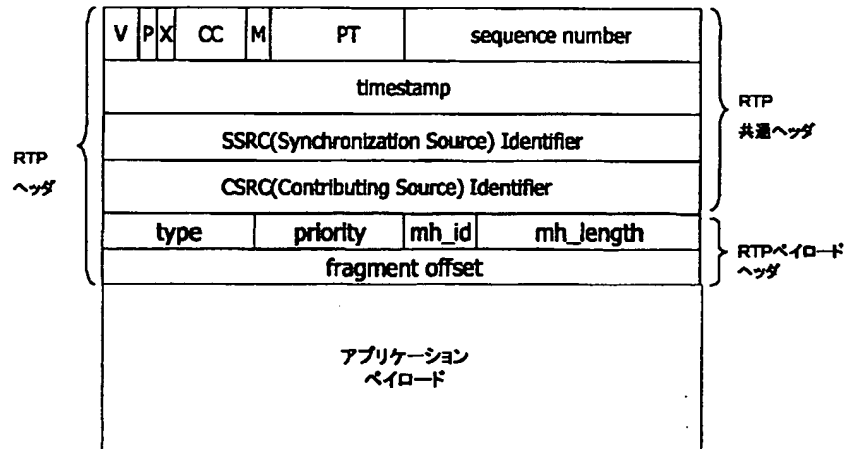 V P X CC M PT sequence number
timestamp
SSRC(Synchronization Source) Identifier
CSRC(Contributing Source) Identifier
type priority mh_id mh_length
fragment offset
アプリケーション
ペイロード
RTP
ヘッダ
RTP
共通ヘッダ
RTPペイロード
ヘッダ